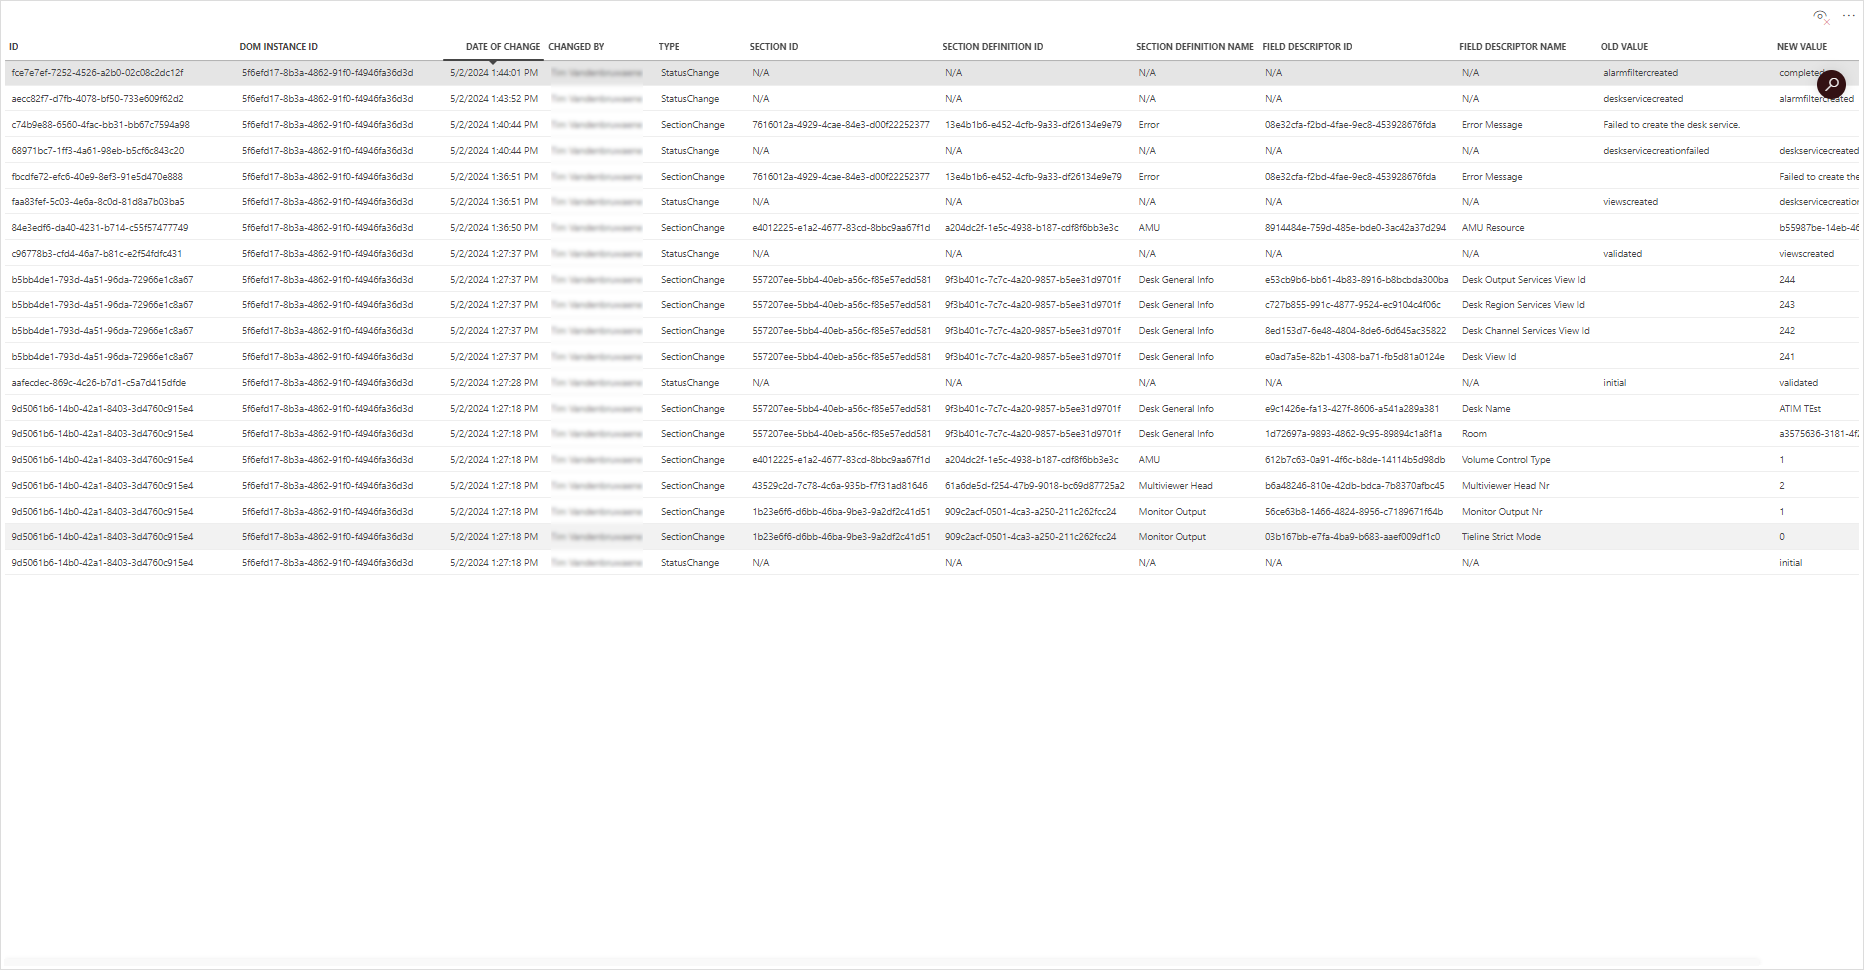 ID DOM INSTANCE ID DATE OF CHANGE CHANGED BY TYPE SECTION ID SECTION DEFINITION ID SECTION DEFINITION NAME FIELD DESCRIPTOR ID FIELD DESCRIPTOR NAME OLD VALUE NEW VALUE
fce7e7ef-7252-4526-a2b0-02c08c2dc12f 5f6efd17-8b3a-4862-91f0-f4946fa36d3d 5/2/2024 1:44:01 PM StatusChange N/A N/A N/A N/A N/A alarmfiltercreated completed
aecc82f7-d7fb-4078-bf50-733e609f62d2 5f6efd17-8b3a-4862-91f0-f4946fa36d3d 5/2/2024 1:43:52 PM StatusChange N/A N/A N/A N/A N/A deskservicecreated alarmfiltercreated
c74b9e88-6560-4fac-bb31-bb67c7594a98 5f6efd17-8b3a-4862-91f0-f4946fa36d3d 5/2/2024 1:40:44 PM SectionChange 7616012a-4929-4cae-84e3-d00f22252377 13e4b1b6-e452-4cfb-9a33-df26134e9e79 Error 08e32cfa-f2bd-4fae-9ec8-453928676fda Error Message Failed to create the desk service.
68971bc7-1ff3-4a61-98eb-b5cf6c843c20 5f6efd17-8b3a-4862-91f0-f4946fa36d3d 5/2/2024 1:40:44 PM StatusChange N/A N/A N/A N/A N/A deskservicecreationfailed deskservicecreated
fbcdfe72-efc6-40e9-8ef3-91e5d470e888 5f6efd17-8b3a-4862-91f0-f4946fa36d3d 5/2/2024 1:36:51 PM SectionChange 7616012a-4929-4cae-84e3-d00f22252377 13e4b1b6-e452-4cfb-9a33-df26134e9e79 Error 08e32cfa-f2bd-4fae-9ec8-453928676fda Error Message Failed to create the
faa83fef-5c03-4e6a-8c0d-81d8a7b03ba5 5f6efd17-8b3a-4862-91f0-f4946fa36d3d 5/2/2024 1:36:51 PM StatusChange N/A N/A N/A N/A N/A viewscreated deskservicecreation
84e3edf6-da40-4231-b714-c55f57477749 5f6efd17-8b3a-4862-91f0-f4946fa36d3d 5/2/2024 1:36:50 PM SectionChange e4012225-e1a2-4677-83cd-8bbc9aa67f1d a204dc2f-1e5c-4938-b187-cdf8f6bb3e3c AMU 8914484e-759d-485e-bde0-3ac42a37d294 AMU Resource b55987be-14eb-46
c96778b3-cfd4-46a7-b81c-e2f54fdfc431 5f6efd17-8b3a-4862-91f0-f4946fa36d3d 5/2/2024 1:27:37 PM StatusChange N/A N/A N/A N/A N/A validated viewscreated
b5bb4de1-793d-4a51-96da-72966e1c8a67 5f6efd17-8b3a-4862-91f0-f4946fa36d3d 5/2/2024 1:27:37 PM SectionChange 557207ee-5bb4-40eb-a56c-f85e57edd581 9f3b401c-7c7c-4a20-9857-b5ee31d9701f Desk General Info e53cb9b6-bb61-4b83-8916-b8bcbda300ba Desk Output Services View Id 244
b5bb4de1-793d-4a51-96da-72966e1c8a67 5f6efd17-8b3a-4862-91f0-f4946fa36d3d 5/2/2024 1:27:37 PM SectionChange 557207ee-5bb4-40eb-a56c-f85e57edd581 9f3b401c-7c7c-4a20-9857-b5ee31d9701f Desk General Info c727b855-991c-4877-9524-ec9104c4f06c Desk Region Services View Id 243
b5bb4de1-793d-4a51-96da-72966e1c8a67 5f6efd17-8b3a-4862-91f0-f4946fa36d3d 5/2/2024 1:27:37 PM SectionChange 557207ee-5bb4-40eb-a56c-f85e57edd581 9f3b401c-7c7c-4a20-9857-b5ee31d9701f Desk General Info 8ed153d7-6e48-4804-8de6-6d645ac35822 Desk Channel Services View Id 242
b5bb4de1-793d-4a51-96da-72966e1c8a67 5f6efd17-8b3a-4862-91f0-f4946fa36d3d 5/2/2024 1:27:37 PM SectionChange 557207ee-5bb4-40eb-a56c-f85e57edd581 9f3b401c-7c7c-4a20-9857-b5ee31d9701f Desk General Info e0ad7a5e-82b1-4308-ba71-fb5d81a0124e Desk View Id 241
aafecdec-869c-4c26-b7d1-c5a7d415dfde 5f6efd17-8b3a-4862-91f0-f4946fa36d3d 5/2/2024 1:27:28 PM StatusChange N/A N/A N/A N/A N/A initial validated
9d5061b6-14b0-42a1-8403-3d4760c915e4 5f6efd17-8b3a-4862-91f0-f4946fa36d3d 5/2/2024 1:27:18 PM SectionChange 557207ee-5bb4-40eb-a56c-f85e57edd581 9f3b401c-7c7c-4a20-9857-b5ee31d9701f Desk General Info e9c1426e-fa13-427f-8606-a541a289a381 Desk Name ATIM TEst
9d5061b6-14b0-42a1-8403-3d4760c915e4 5f6efd17-8b3a-4862-91f0-f4946fa36d3d 5/2/2024 1:27:18 PM SectionChange 557207ee-5bb4-40eb-a56c-f85e57edd581 9f3b401c-7c7c-4a20-9857-b5ee31d9701f Desk General Info 1d72697a-9893-4862-9c95-89894c1a8f1a Room a3575636-3181-4f2
9d5061b6-14b0-42a1-8403-3d4760c915e4 5f6efd17-8b3a-4862-91f0-f4946fa36d3d 5/2/2024 1:27:18 PM SectionChange e4012225-e1a2-4677-83cd-8bbc9aa67f1d a204dc2f-1e5c-4938-b187-cdf8f6bb3e3c AMU 612b7c63-0a91-4f6c-b8de-14114b5d98db Volume Control Type 1
9d5061b6-14b0-42a1-8403-3d4760c915e4 5f6efd17-8b3a-4862-91f0-f4946fa36d3d 5/2/2024 1:27:18 PM SectionChange 43529c2d-7c78-4c6a-935b-f7f31ad81646 61a6de5d-f254-47b9-9018-bc69d87725a2 Multiviewer Head b6a48246-810e-42db-bdca-7b8370afbc45 Multiviewer Head Nr 2
9d5061b6-14b0-42a1-8403-3d4760c915e4 5f6efd17-8b3a-4862-91f0-f4946fa36d3d 5/2/2024 1:27:18 PM SectionChange 1b23e6f6-d6bb-46ba-9be3-9a2df2c41d51 909c2acf-0501-4ca3-a250-211c262fcc24 Monitor Output 56ce63b8-1466-4824-8956-c7189671f64b Monitor Output Nr 1
9d5061b6-14b0-42a1-8403-3d4760c915e4 5f6efd17-8b3a-4862-91f0-f4946fa36d3d 5/2/2024 1:27:18 PM SectionChange 1b23e6f6-d6bb-46ba-9be3-9a2df2c41d51 909c2acf-0501-4ca3-a250-211c262fcc24 Monitor Output 03b167bb-e7fa-4ba9-b683-aaef009df1c0 Tieline Strict Mode 0
9d5061b6-14b0-42a1-8403-3d4760c915e4 5f6efd17-8b3a-4862-91f0-f4946fa36d3d 5/2/2024 1:27:18 PM StatusChange N/A N/A N/A N/A N/A initial